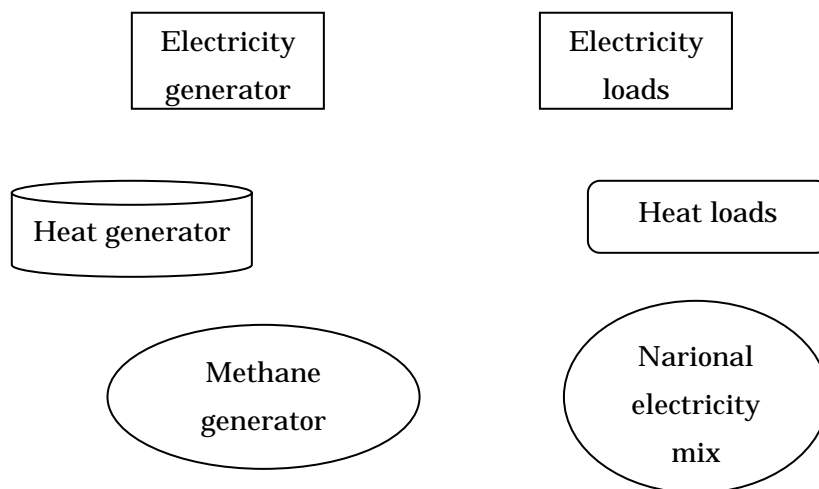 Electricity
generator
Electricity
loads
Heat generator
Heat loads
Methane
generator
Narional
electricity
mix